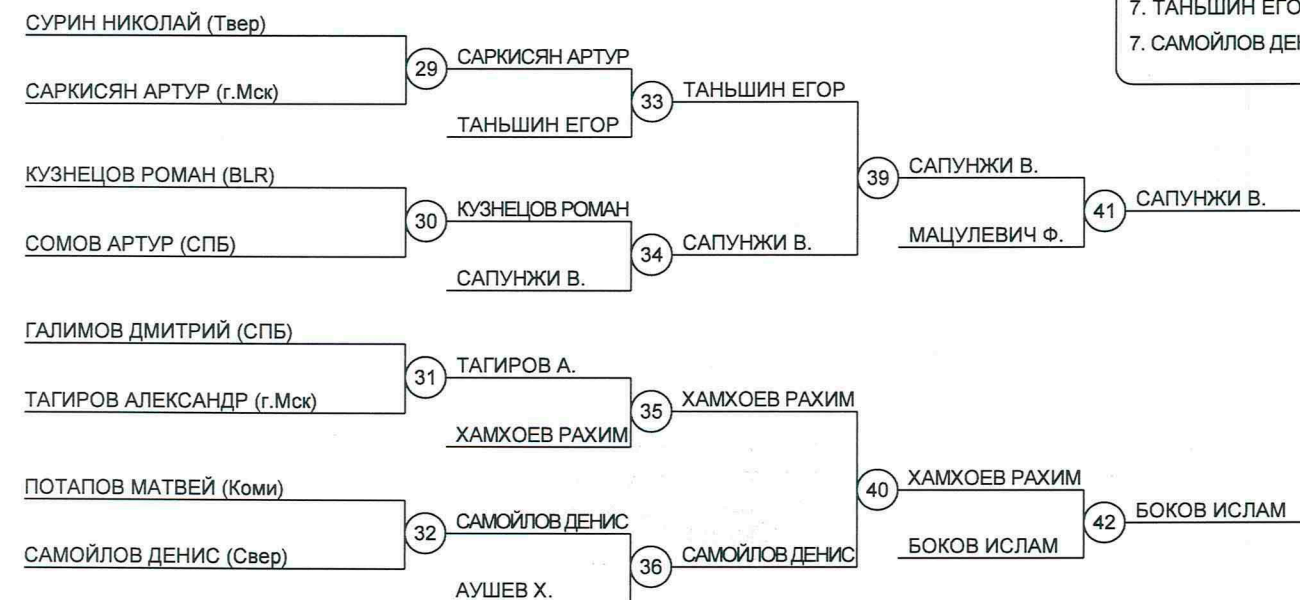 7. ТАНЬШИН ЕГО
7. САМОЙЛОВ ДЕН
СУРИН НИКОЛАЙ (Твер)
29
САРКИСЯН АРТУР
САРКИСЯН АРТУР (г.Мск)
33
ТАНЬШИН ЕГОР
ТАНЬШИН ЕГОР
КУЗНЕЦОВ РОМАН (BLR)
39
САПУНЖИ В.
30
КУЗНЕЦОВ РОМАН
41
САПУНЖИ В.
СОМОВ АРТУР (СПБ)
34
САПУНЖИ В.
МАЦУЛЕВИЧ Ф.
САПУНЖИ В.
ГАЛИМОВ ДМИТРИЙ (СПБ)
31
ТАГИРОВ А.
ТАГИРОВ АЛЕКСАНДР (г.Мск)
35
ХАМХОЕВ РАХИМ
ХАМХОЕВ РАХИМ
ПОТАПОВ МАТВЕЙ (Коми)
40
ХАМХОЕВ РАХИМ
32
САМОЙЛОВ ДЕНИС
42
БОКОВ ИСЛАМ
САМОЙЛОВ ДЕНИС (Свер)
36
САМОЙЛОВ ДЕНИС
БОКОВ ИСЛАМ
АУШЕВ Х.